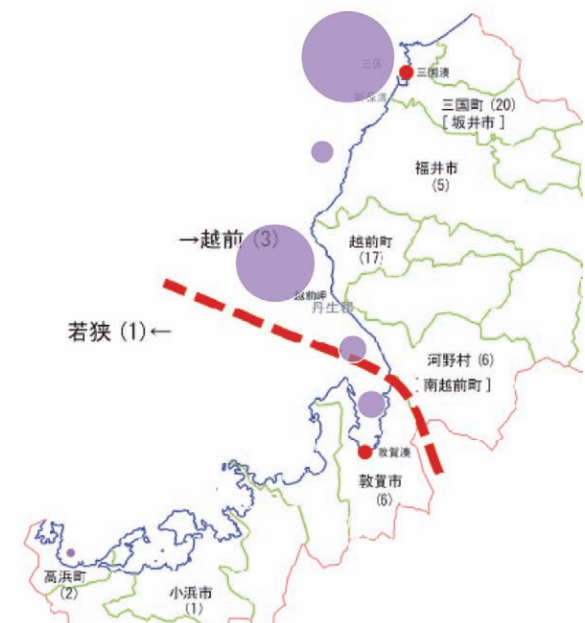 三国
三国湊
新保浦
三国町 (20)
[ 坂井市 ]
福井市
(5)
→越前 (3)
越前町
(17)
越前岬
丹生郡
若狭 (1)←
河野村 (6)
[ 南越前町 ]
敦賀湊
敦賀市
(6)
高浜町
(2)
小浜市
(1)